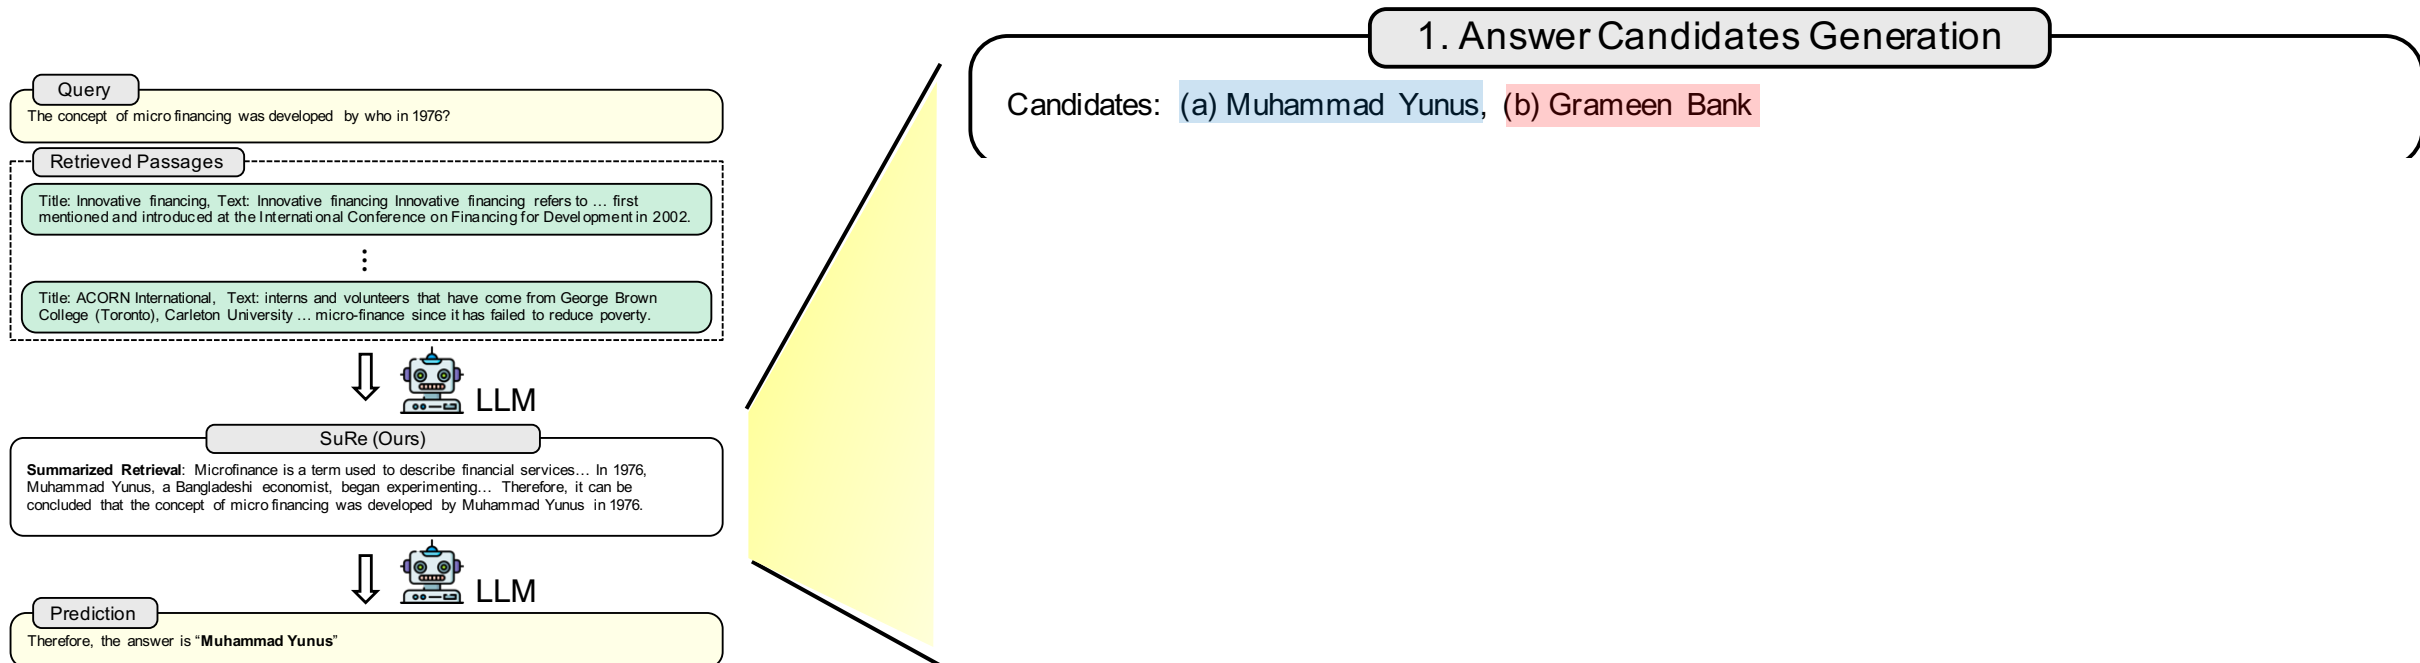 Query
The concept of micro financing was developed by who in 1976?
Retrieved Passages
Title: Innovative financing, Text: Innovative financing Innovative financing refers to … first
mentioned and introduced at the International Conference on Financing for Development in 2002.
⋮
Title: ACORN International, Text: interns and volunteers that have come from George Brown
College (Toronto), Carleton University … micro-finance since it has failed to reduce poverty.
LLM
SuRe (Ours)
Summarized Retrieval: Microfinance is a term used to describe financial services… In 1976,
Muhammad Yunus, a Bangladeshi economist, began experimenting… Therefore, it can be
concluded that the concept of micro financing was developed by Muhammad Yunus in 1976.
LLM
Prediction
Therefore, the answer is “Muhammad Yunus”
1. Answer Candidates Generation
Candidates: (a) Muhammad Yunus, (b) Grameen Bank